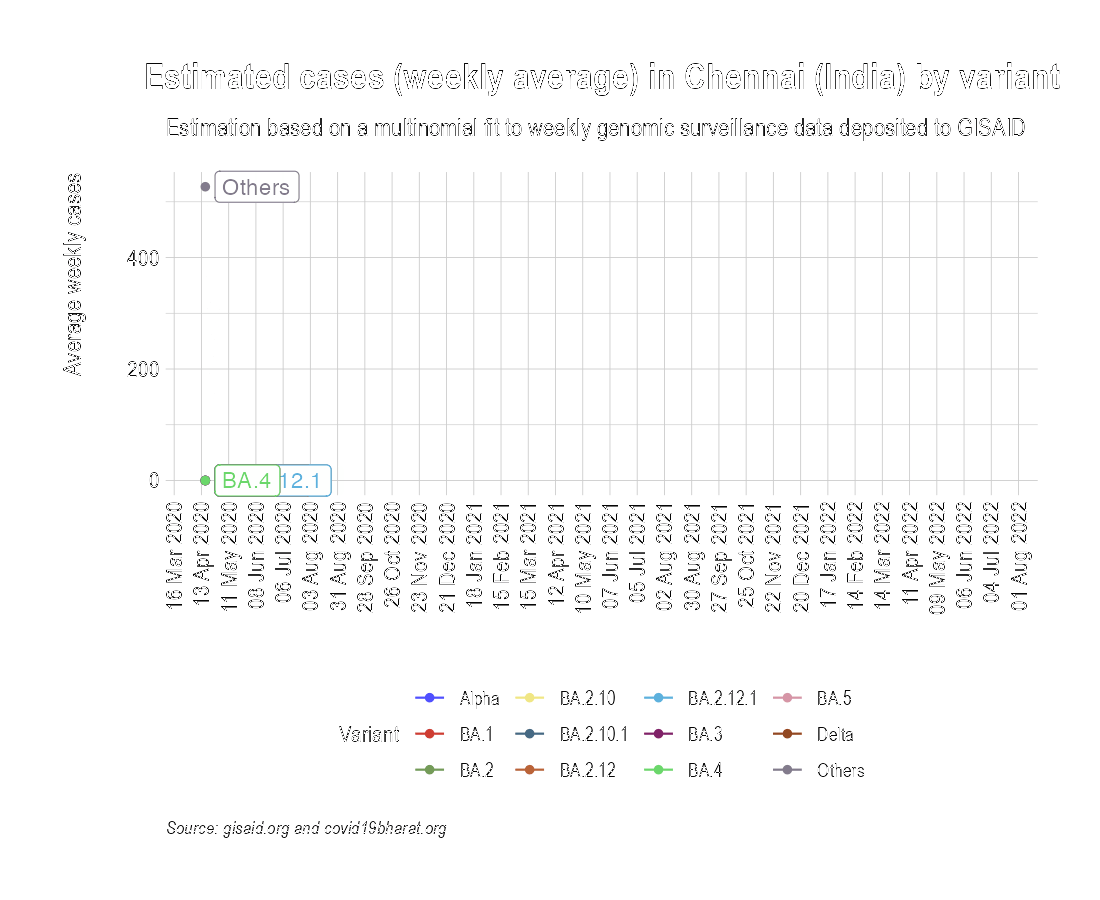 Estimated cases (weekly average) in Chennai (India) by variant
Estimation based on a multinomial fit to weekly genomic surveillance data deposited to GISAID
Average weekly cases
Others
400
200
0
BA.4
12.1
16 Mar 2020
13 Apr 2020
11 May 2020
08 Jun 2020
06 Jul 2020
03 Aug 2020
31 Aug 2020
28 Sep 2020
26 Oct 2020
23 Nov 2020
21 Dec 2020
18 Jan 2021
15 Feb 2021
15 Mar 2021
12 Apr 2021
10 May 2021
07 Jun 2021
05 Jul 2021
02 Aug 2021
30 Aug 2021
27 Sep 2021
25 Oct 2021
22 Nov 2021
20 Dec 2021
17 Jan 2022
14 Feb 2022
14 Mar 2022
11 Apr 2022
09 May 2022
06 Jun 2022
04 Jul 2022
01 Aug 2022
Alpha BA.2.10 BA.2.12.1 BA.5
Variant BA.1 BA.2.10.1 BA.3 Delta
BA.2 BA.2.12 BA.4 Others
Source: gisaid.org and covid19bharat.org